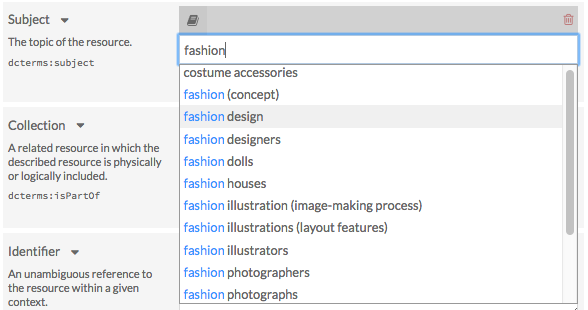 Subject
The topic of the resource.
dcterms:subject
fashion
costume accessories
fashion (concept)
fashion design
fashion designers
fashion dolls
fashion houses
fashion illustration (image-making process)
fashion illustrations (layout features)
fashion illustrators
fashion photographers
fashion photographs
Collection
A related resource in which the
described resource is physically
or logically included.
dcterms:isPartOf
Identifier
An unambiguous reference to
the resource within a given
context.